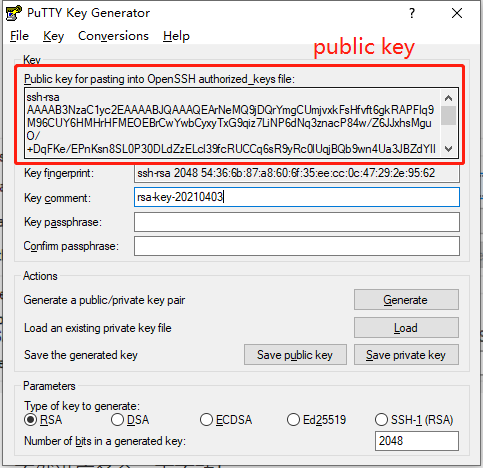 PuTTY Key Generator
File Key Conversions Help
public key
Key
Public key for pasting into OpenSSH authorized_keys file:
ssh-rsa
AAAAB3NzaC1yc2EAAAABJQAAAQEArNeMQ9jDQrYmgCUmjvxkFsHfvft6gkRAPFlq9
M96CUY6HMHrHFMEOEBrCwYwbCyxyTxG9qiz7LiNP6dNq3znacP84w/Z6JJxhsMgu
O/
+DqFKe/EPnKsn8SL0P30DLdZzELcI39fcRUCCq6sR9yRc0IUqjBQb9wn4Ua3JBZdYlI
Key fingerprint: ssh-rsa 2048 54:36:6b:87:a8:60:6f:35:ee:cc:0c:47:29:2e:95:62
Key comment: rsa-key-20210403
Key passphrase:
Confirm passphrase:
Actions
Generate a public/private key pair Generate
Load an existing private key file Load
Save the generated key Save public key Save private key
Parameters
Type of key to generate:
RSA DSA ECDSA Ed25519 SSH-1 (RSA)
Number of bits in a generated key: 2048